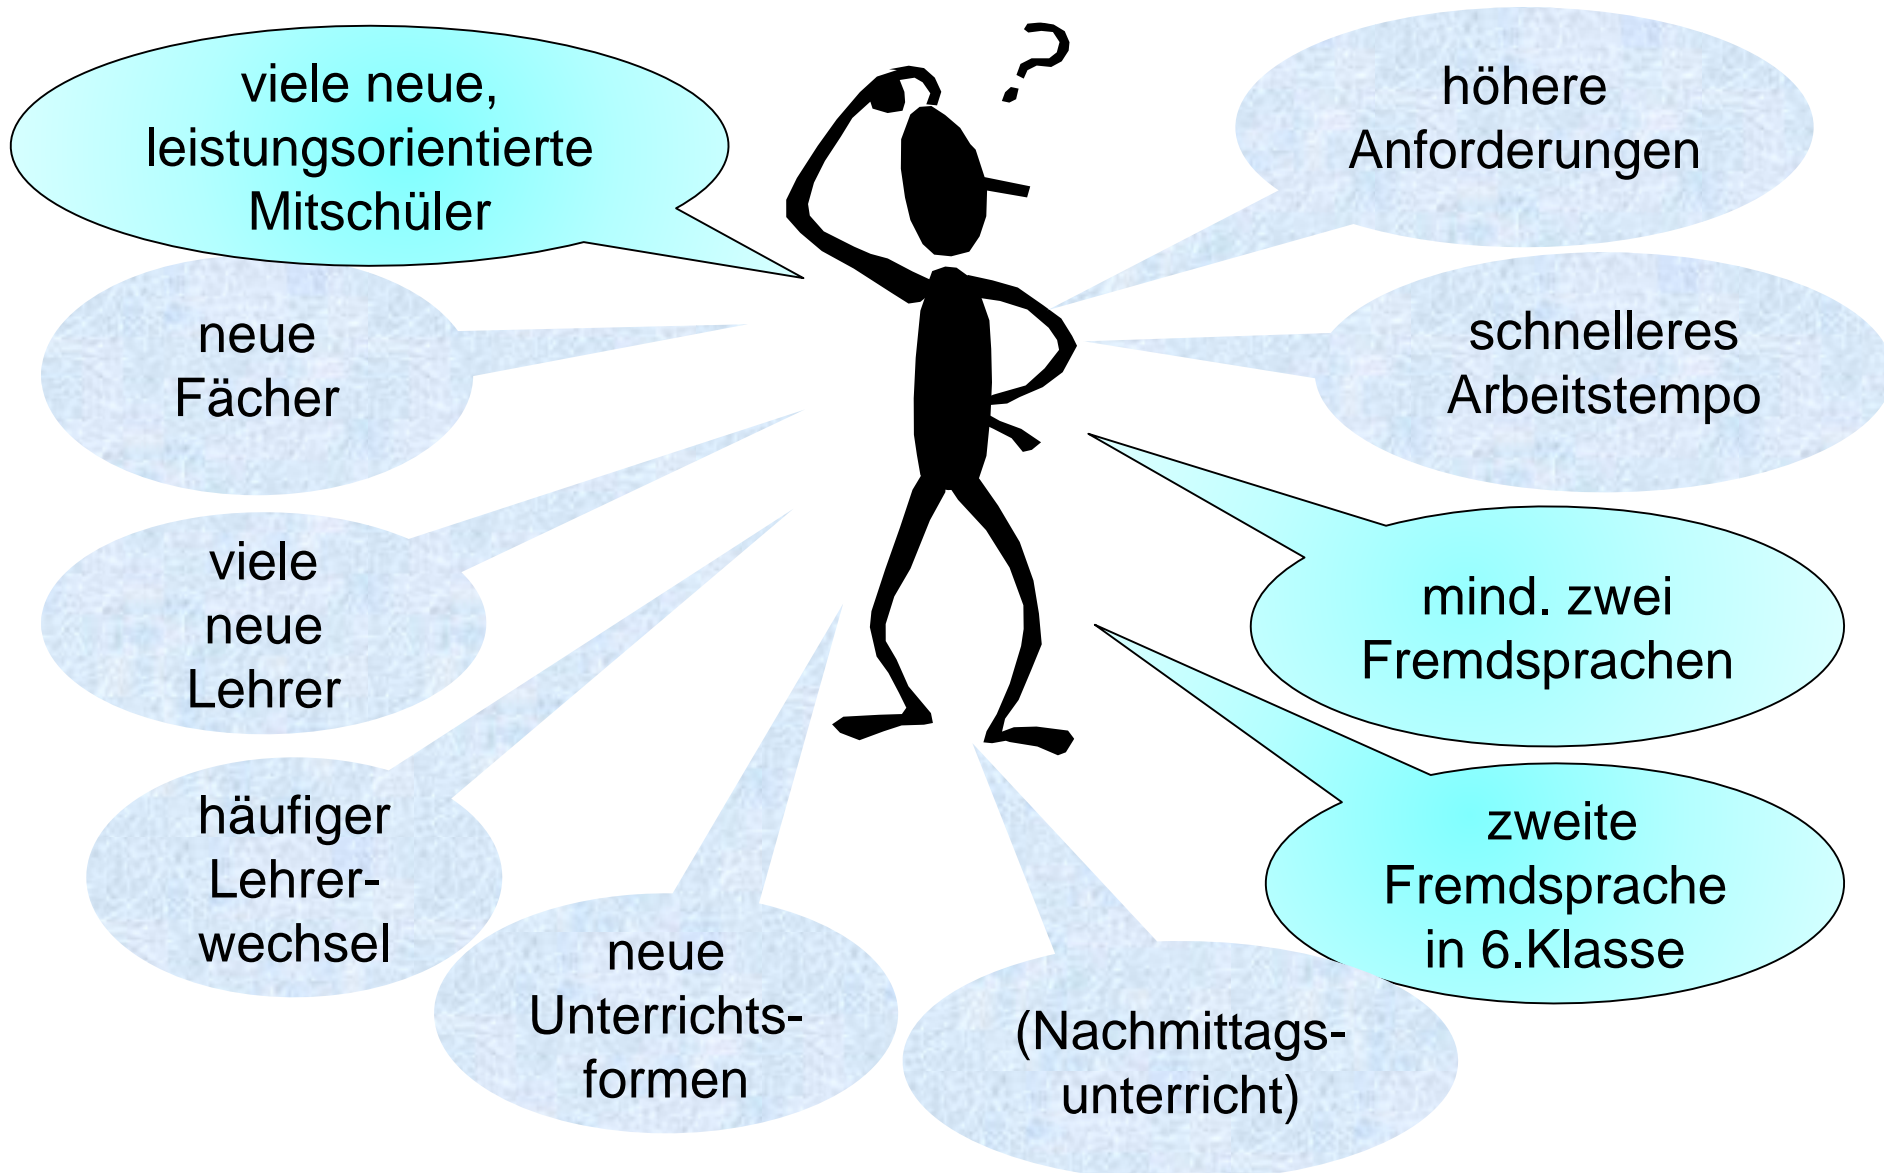 viele neue,
leistungsorientierte
Mitschüler
neue
Fächer
viele
neue
Lehrer
häufiger
Lehrer-
wechsel
neue
Unterrichts-
formen
(Nachmittags-
unterricht)
?
höhere
Anforderungen
schnelleres
Arbeitstempo
mind. zwei
Fremdsprachen
zweite
Fremdsprache
in 6.Klasse